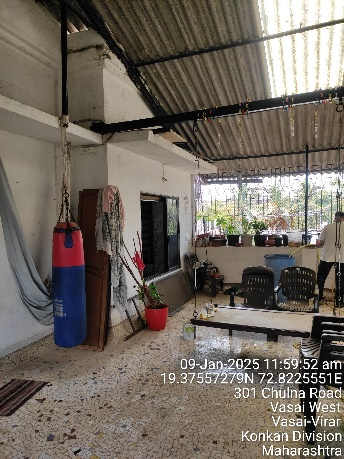 09-Jan-2025 11:59:52 am
19.37557279N 72.8225551E
301 Chulna Road
Vasai West
Vasai-Virar
Konkan Division
Maharashtra